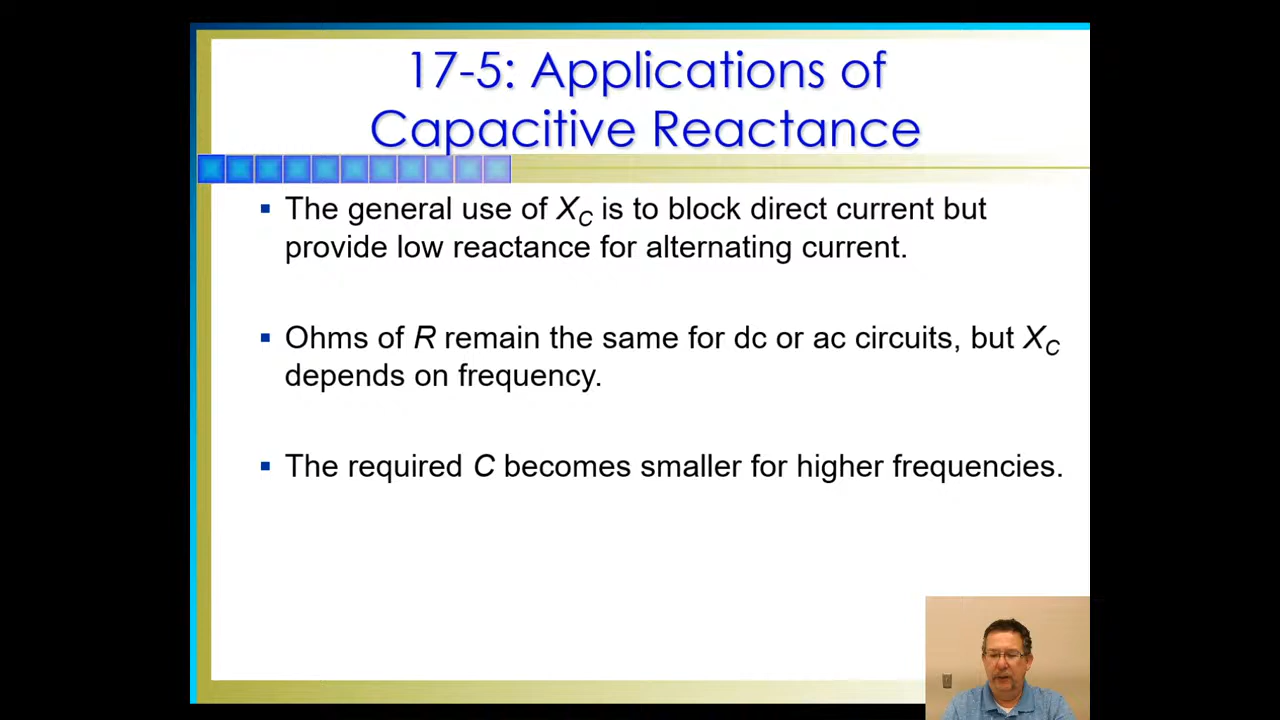 17-5: Applications of
Capacitive Reactance
▪ The general use of XC is to block direct current but
provide low reactance for alternating current.
▪ Ohms of R remain the same for dc or ac circuits, but XC
depends on frequency.
▪ The required C becomes smaller for higher frequencies.